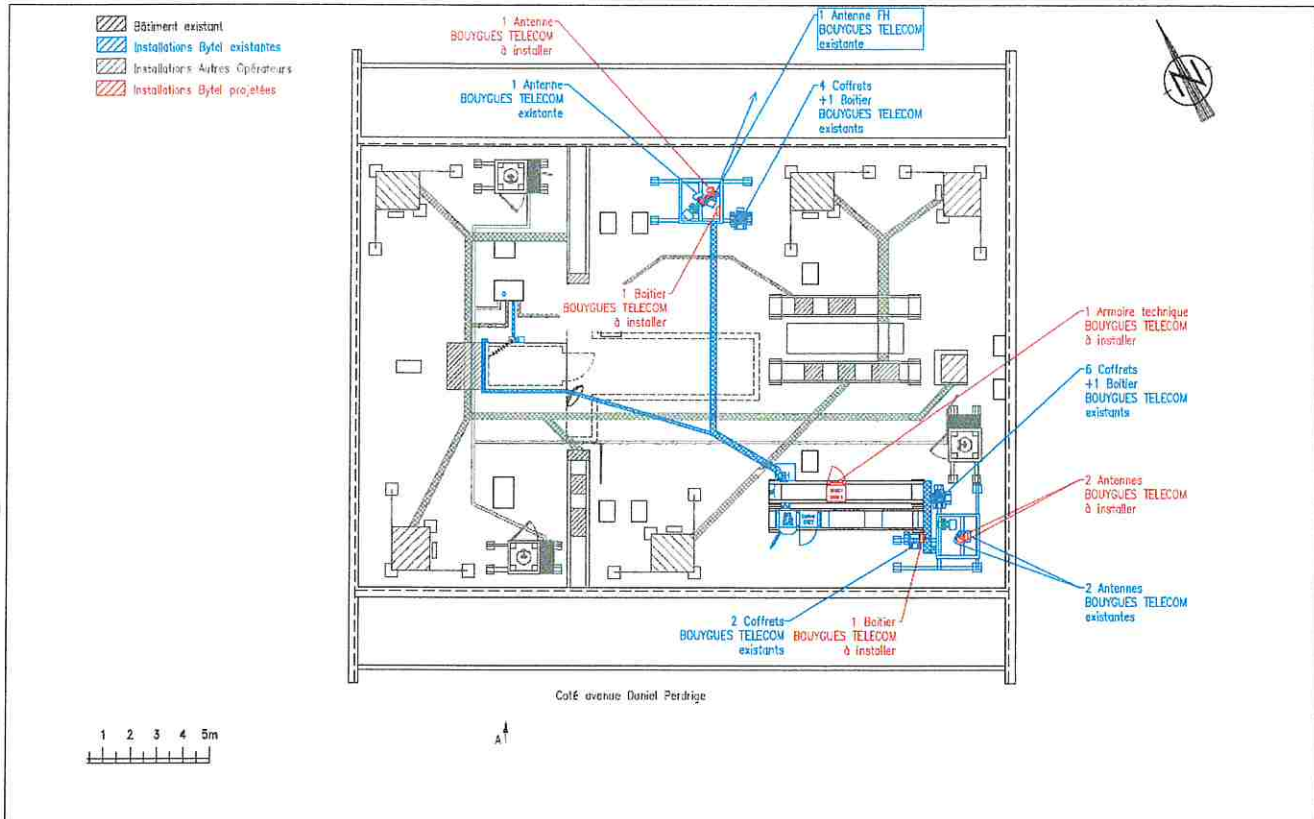 Bâtiment existant
Installations Bytel existantes
Installations Autres Opérateurs
Installations Bytel projetées
1 Antenne
BOUYGUES TELECOM
à installer
1 Antenne FH
BOUYGUES TELECOM
existante
1 Antenne
BOUYGUES TELECOM
existante
4 Coffrets
+1 Boitier
BOUYGUES TELECOM
existants
N
1 Boitier
BOUYGUES TELECOM
à installer
1 Armoire technique
BOUYGUES TELECOM
à installer
6 Coffrets
+1 Boitier
BOUYGUES TELECOM
existants
2 Antennes
BOUYGUES TELECOM
à installer
2 Antennes
BOUYGUES TELECOM
existantes
2 Coffrets
BOUYGUES TELECOM
existants
1 Boitier
BOUYGUES TELECOM
à installer
Coté avenue Daniel Perdrige
1 2 3 4 5m
A